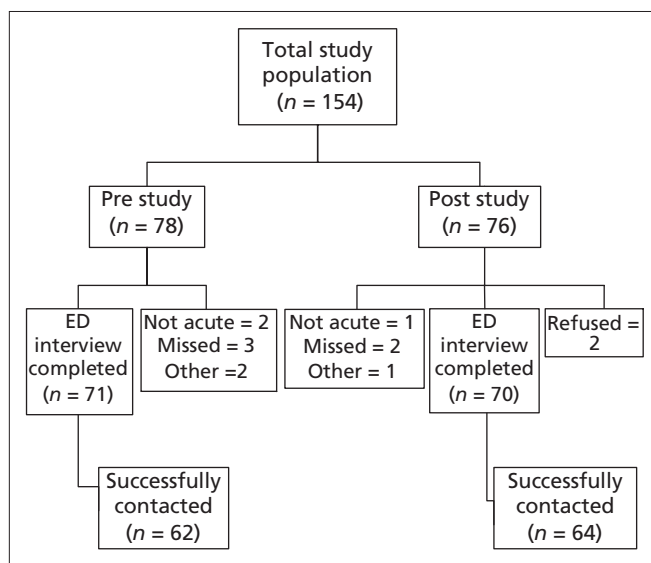 Total study
population
(n = 154)
Pre study
(n = 78)
Post study
(n = 76)
ED
interview
completed
(n = 71)
Not acute = 2
Missed = 3
Other =2
Not acute = 1
Missed = 2
Other = 1
ED
interview
completed
(n = 70)
Refused =
2
Successfully
contacted
(n = 62)
Successfully
contacted
(n = 64)